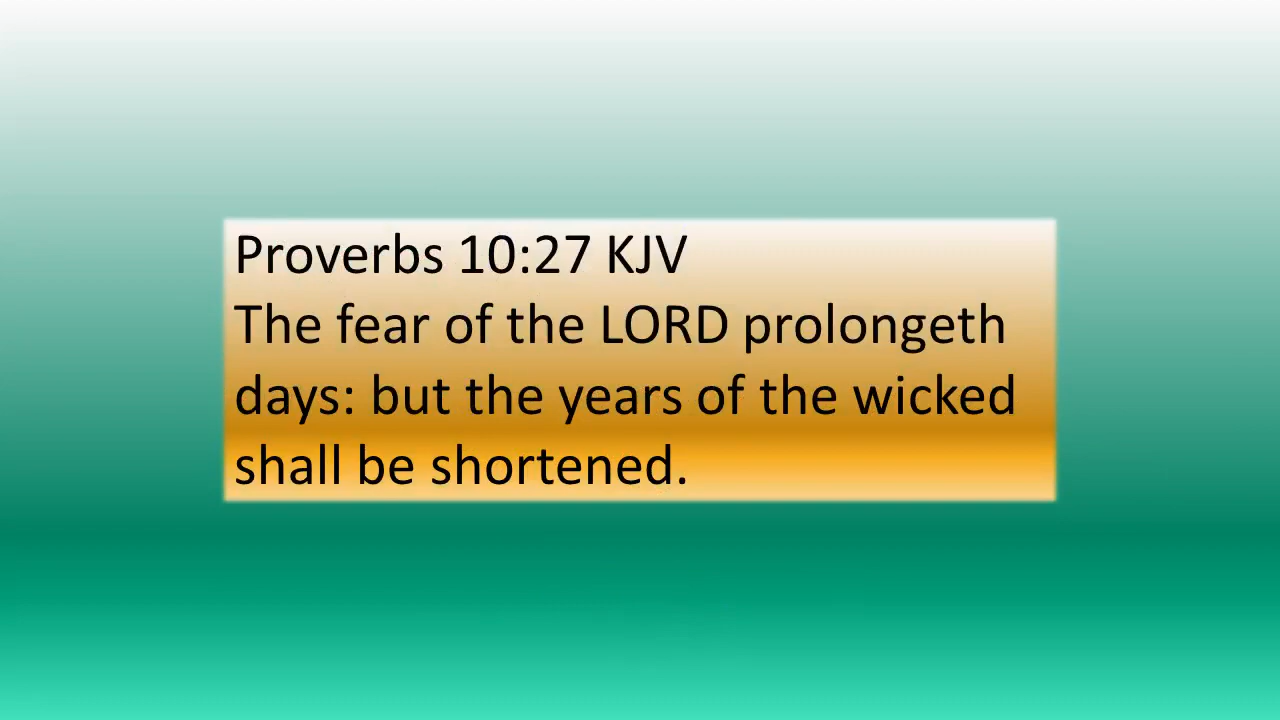 Proverbs 10:27 KJV
The fear of the LORD prolongeth
days: but the years of the wicked
shall be shortened.